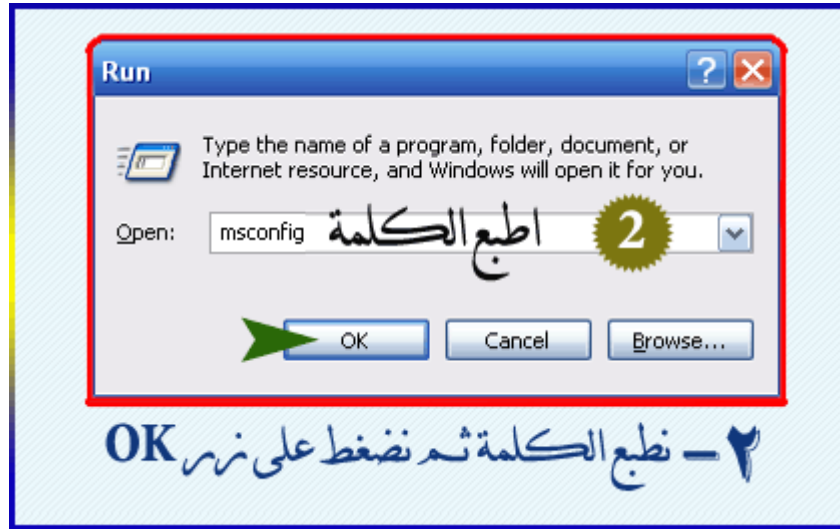 Run
Type the name of a program, folder, document, or
Internet resource, and Windows will open it for you.
Open: msconfig اطبع الكلمة 2
OK Cancel Browse...
٢ - نطبع الكلمة ثم نضغط على زر OK